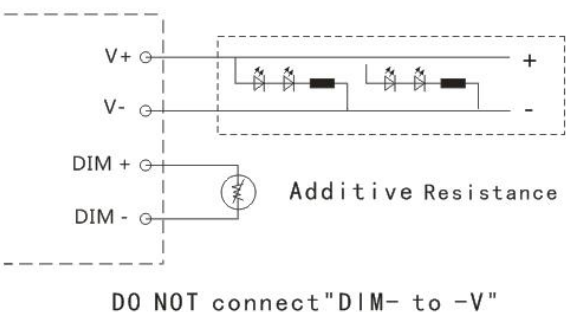 V+
+
V-
-
DIM +
Additive Resistance
DIM -
DO NOT connect"DIM- to -V"